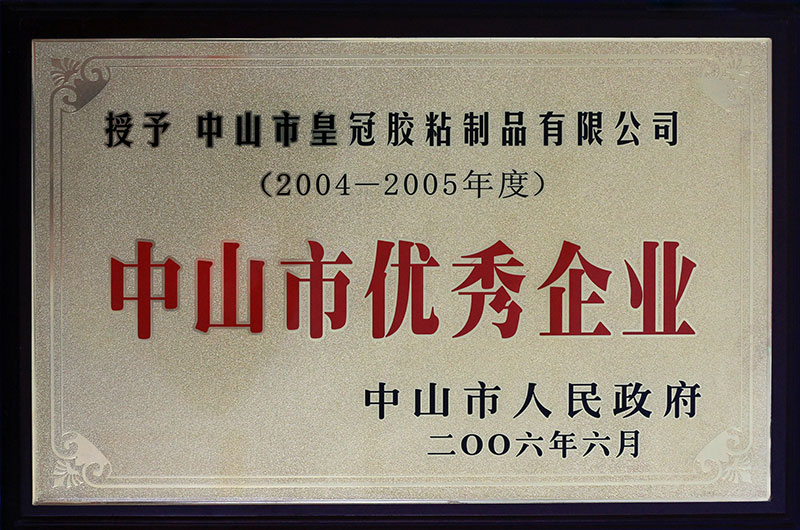 授予 中山市皇冠胶粘制品有限公司
（2004－2005年度）
中山市优秀企业
中山市人民政府
二OO六年六月